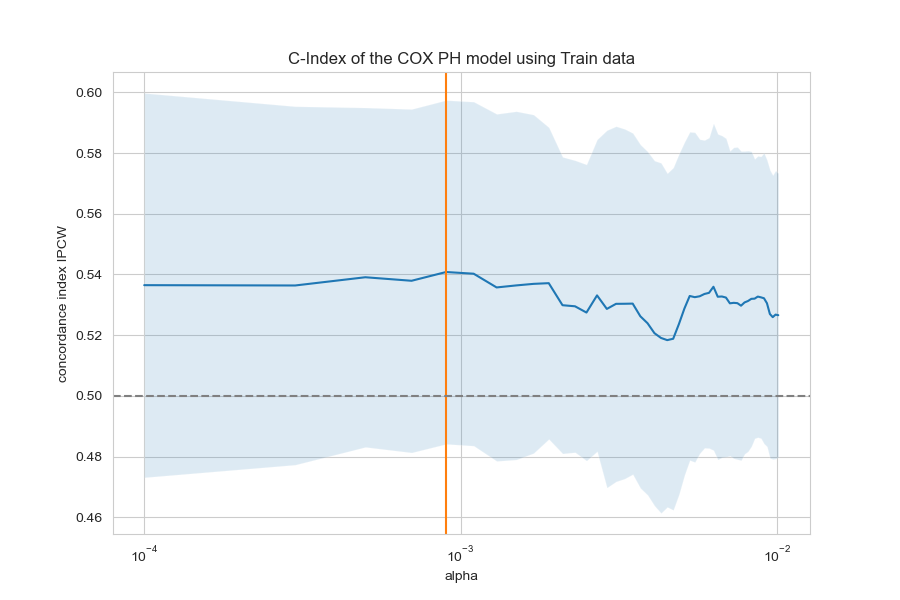 C-Index of the COX PH model using Train data
concordance index IPCW
0.60
0.58
0.56
0.54
0.52
0.50
0.48
0.46
10⁻⁴ 10⁻³ 10⁻²
alpha